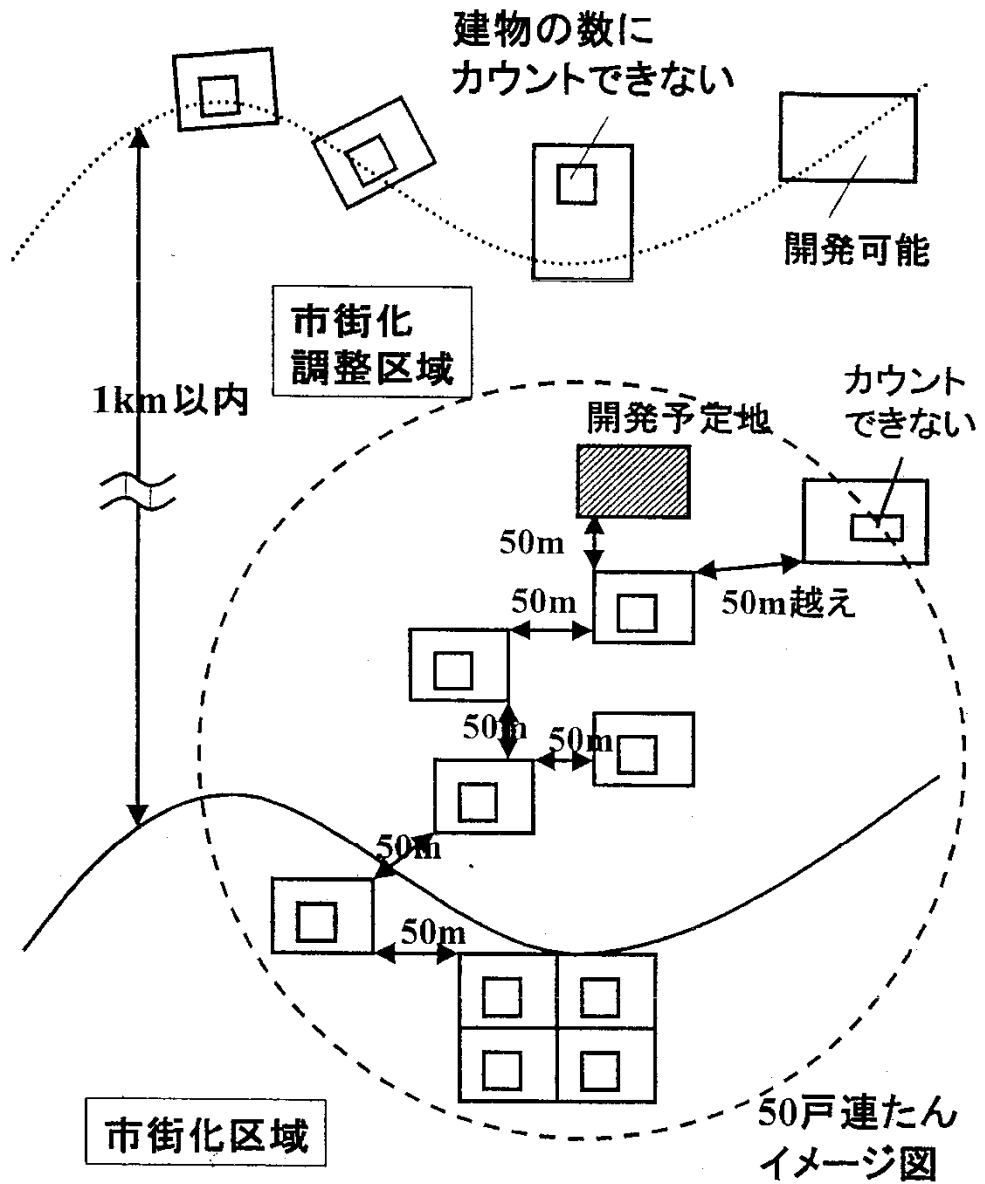 建物の数に
カウントできない
開発可能
市街化
調整区域
1km以内
カウント
できない
開発予定地
50m
50m
50m越え
50m
50m
50m
50m
市街化区域
50戸連たん
イメージ図